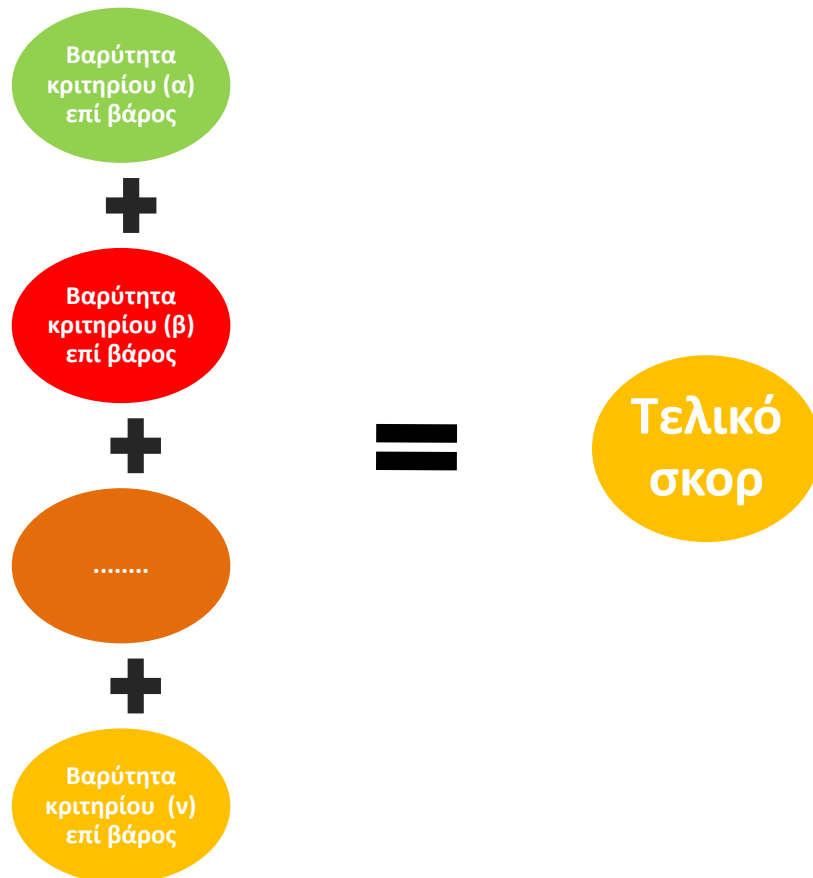 Βαρύτητα
κριτηρίου (α)
επί βάρος
Βαρύτητα
κριτηρίου (β)
επί βάρος
........
Βαρύτητα
κριτηρίου (ν)
επί βάρος
Τελικό
σκορ